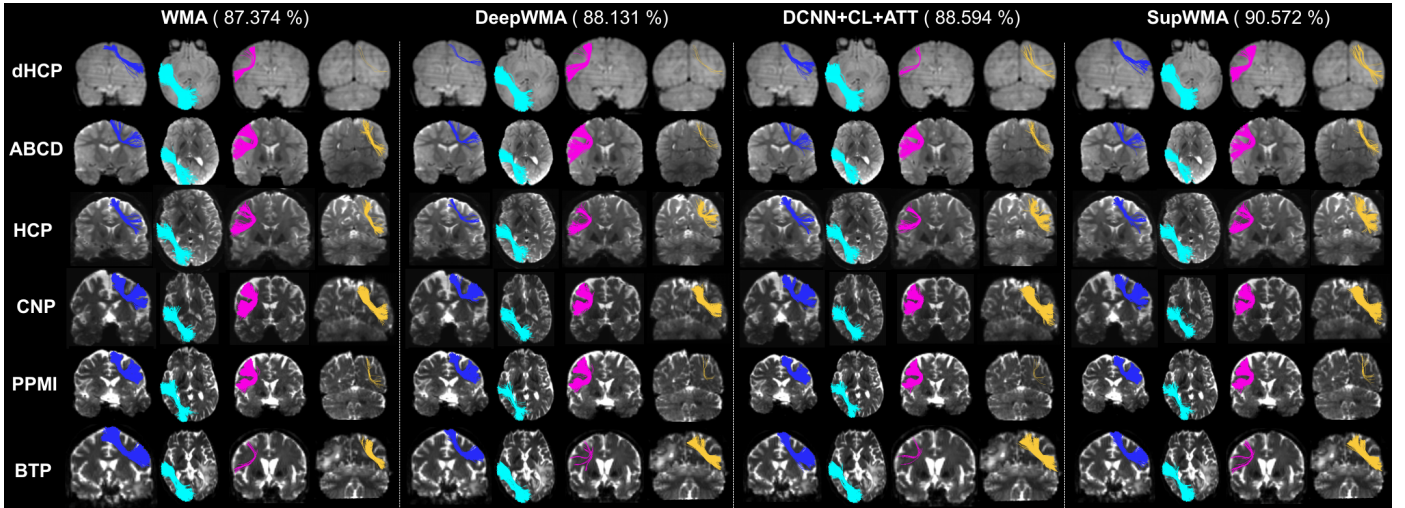 WMA ( 87.374 %) DeepWMA ( 88.131 %) DCNN+CL+ATT ( 88.594 %) SupWMA ( 90.572 %)
dHCP
ABCD
HCP
CNP
PPMI
BTP